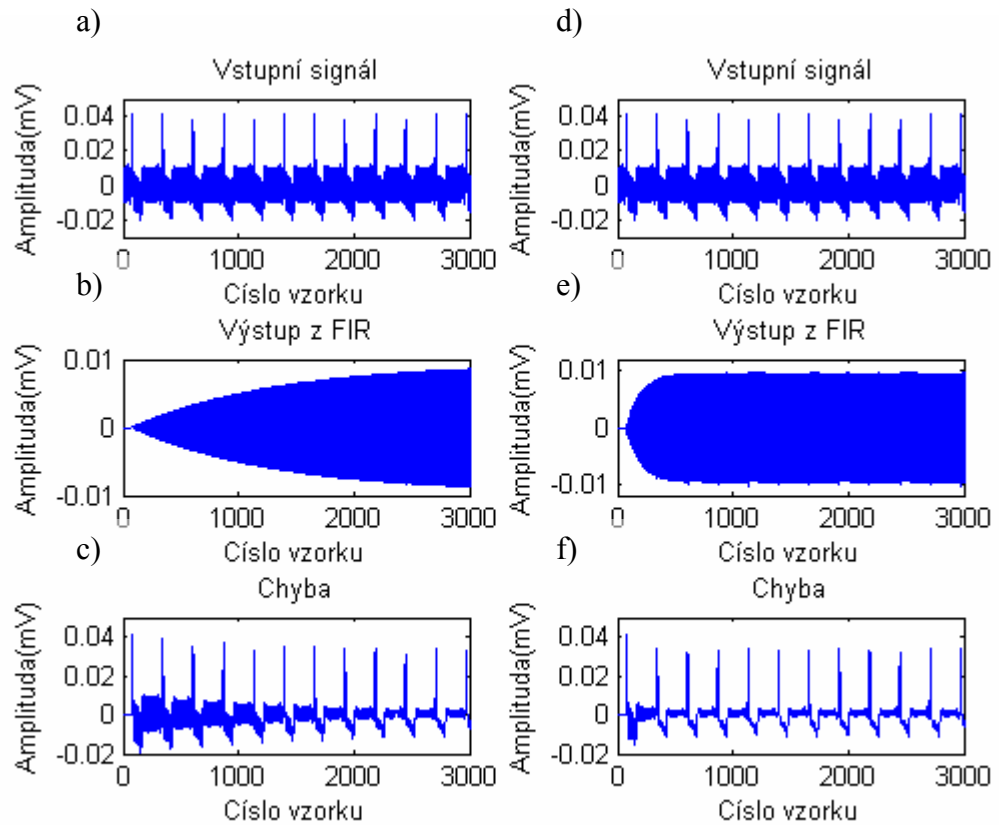 a)
Vstupní signál
Amplituda(mV)
0.04
0.02
0
-0.02
0
1000
2000
3000
Císlo vzorku
b)
Výstup z FIR
Amplituda(mV)
0.01
0
-0.01
0
1000
2000
3000
Císlo vzorku
c)
Chyba
Amplituda(mV)
0.04
0.02
0
-0.02
0
1000
2000
3000
Císlo vzorku
d)
Vstupní signál
Amplituda(mV)
0.04
0.02
0
-0.02
0
1000
2000
3000
Císlo vzorku
e)
Výstup z FIR
Amplituda(mV)
0.01
0
-0.01
0
1000
2000
3000
Císlo vzorku
f)
Chyba
Amplituda(mV)
0.04
0.02
0
-0.02
0
1000
2000
3000
Císlo vzorku